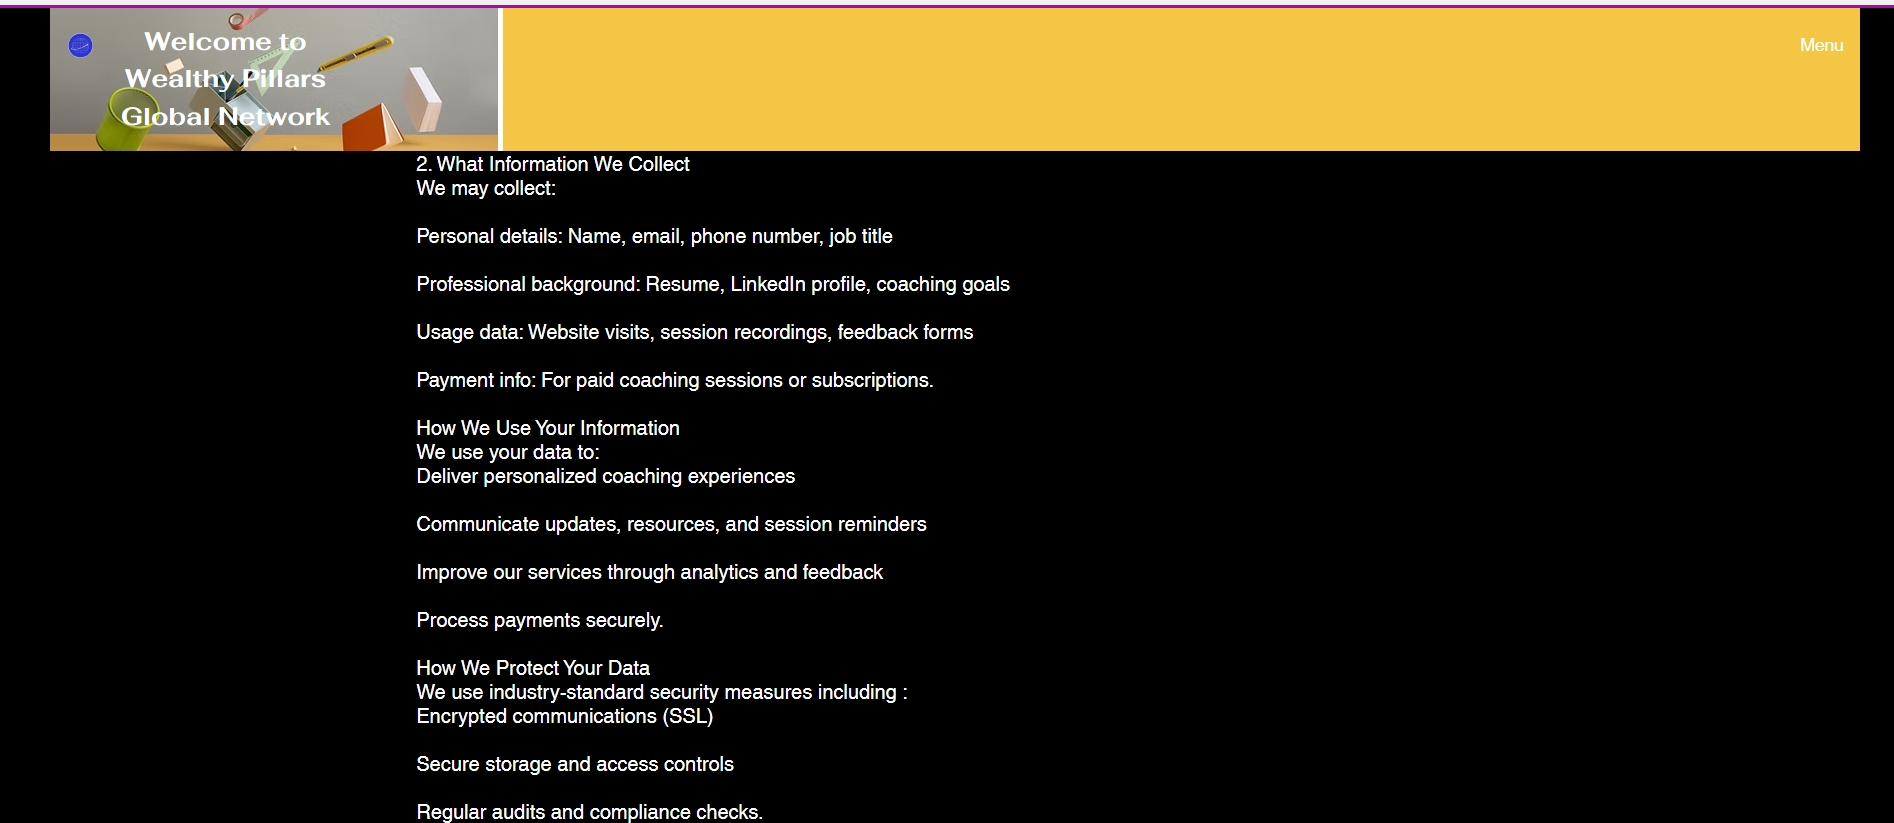 Welcome to
Wealthy Pillars
Global Network
Menu
2. What Information We Collect
We may collect:
Personal details: Name, email, phone number, job title
Professional background: Resume, LinkedIn profile, coaching goals
Usage data: Website visits, session recordings, feedback forms
Payment info: For paid coaching sessions or subscriptions.
How We Use Your Information
We use your data to:
Deliver personalized coaching experiences
Communicate updates, resources, and session reminders
Improve our services through analytics and feedback
Process payments securely.
How We Protect Your Data
We use industry-standard security measures including :
Encrypted communications (SSL)
Secure storage and access controls
Regular audits and compliance checks.